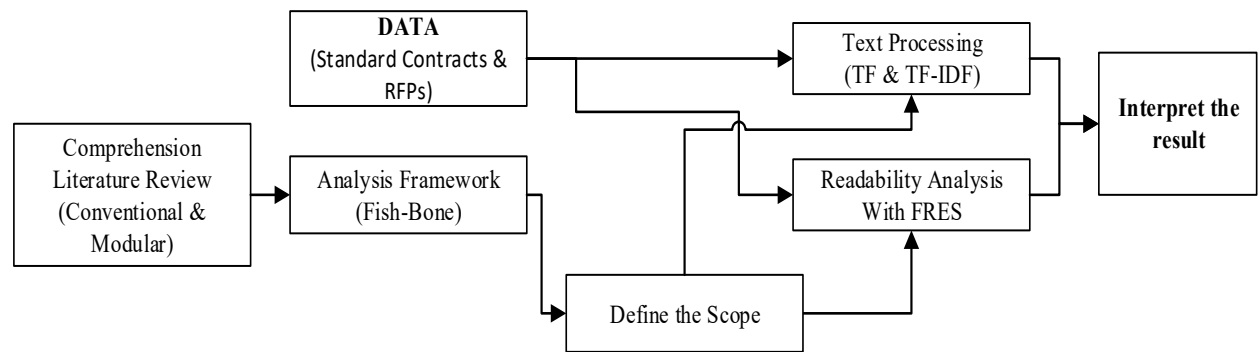 DATA
(Standard Contracts &
RFPs)
Text Processing
(TF & TF-IDF)
Interpret the
result
Comprehension
Literature Review
(Conventional &
Modular)
Analysis Framework
(Fish-Bone)
Readability Analysis
With FRES
Define the Scope